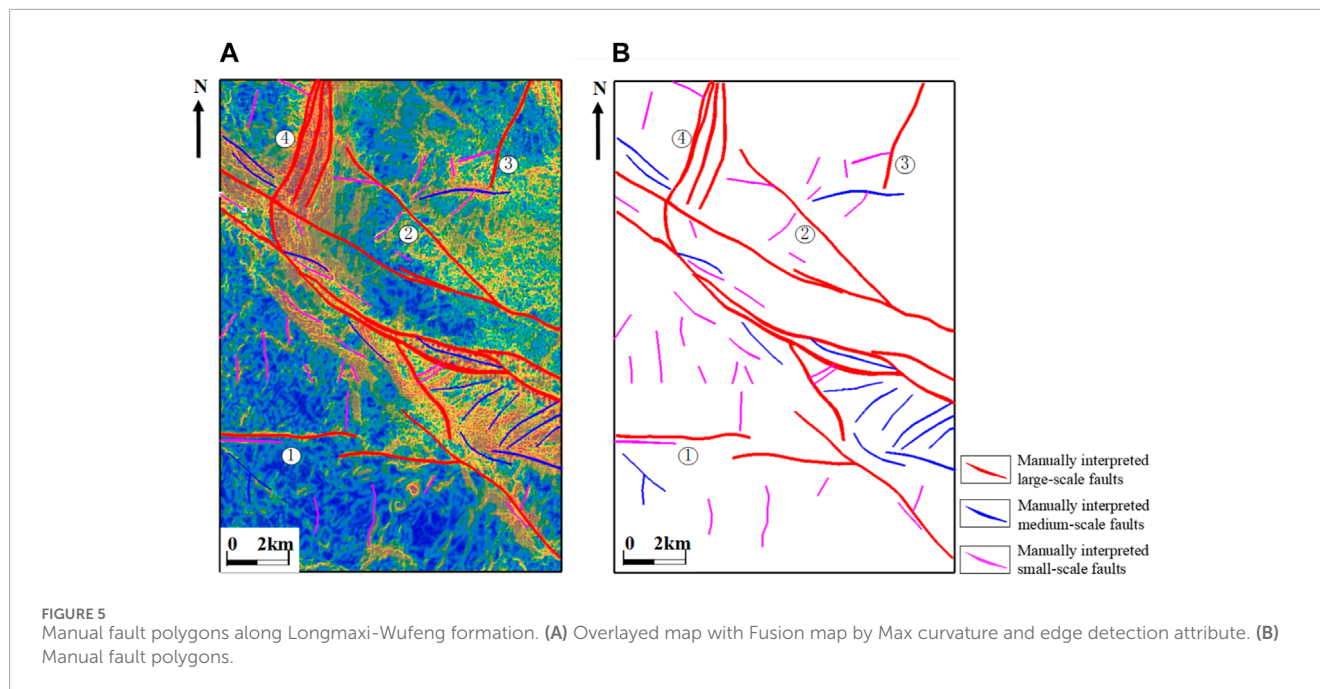 A
B
N
N
④
④
③
③
②
②
①
①
0 2km
0 2km
Manually interpreted
large-scale faults
Manually interpreted
medium-scale faults
Manually interpreted
small-scale faults
FIGURE 5
Manual fault polygons along Longmaxi-Wufeng formation. (A) Overlayed map with Fusion map by Max curvature and edge detection attribute. (B)
Manual fault polygons.